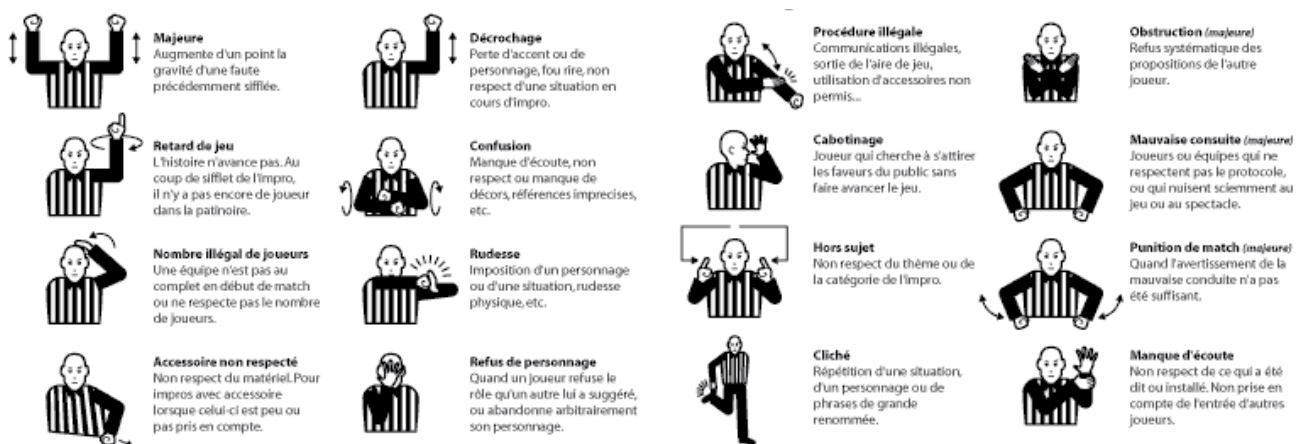 Majeure
Augmente d'un point la
gravité d'une faute
précédemment sifflée.
Retard de jeu
L'histoire n'avance pas. Au
coup de sifflet de l'impro,
il n'y a pas encore de joueur
dans la patinoire.
Nombre illégal de joueurs
Une équipe n'est pas au
complet en début de match
ou ne respecte pas le nombre
de joueurs.
Accessoire non respecté
Non respect du matériel. Pour
impros avec accessoire
lorsque celui-ci est peu ou
pas pris en compte.
Décrochage
Perte d'accent ou de
personnage, fou rire, non
respect d'une situation en
cours d'impro.
Confusion
Manque d'écoute, non
respect ou manque de
décors, références imprecises,
etc.
Rudesse
Imposition d'un personnage
ou d'une situation, rudesse
physique, etc.
Refus de personnage
Quand un joueur refuse le
rôle qu'un autre lui a suggéré,
ou abandonne arbitrairement
son personnage.
Procédure illégale
Communications illégales,
sortie de l'aire de jeu,
utilisation d'accessoires non
permis...
Cabotinage
Joueur qui cherche à s'attirer
les faveurs du public sans
faire avancer le jeu.
Hors sujet
Non respect du thème ou de
la catégorie de l'impro.
Cliché
Répétition d'une situation,
d'un personnage ou de
phrases de grande
renommée.
Obstruction (majeure)
Refus systématique des
propositions de l'autre
joueur.
Mauvaise consuite (majeure)
Joueurs ou équipes qui ne
respectent pas le protocole,
ou qui nuisent sciemment au
jeu ou au spectacle.
Punition de match (majeure)
Quand l'avertissement de la
mauvaise conduite n'a pas
été suffisant.
Manque d'écoute
Non respect de ce qui a été
dit ou installé. Non prise en
compte de l'entrée d'autres
joueurs.